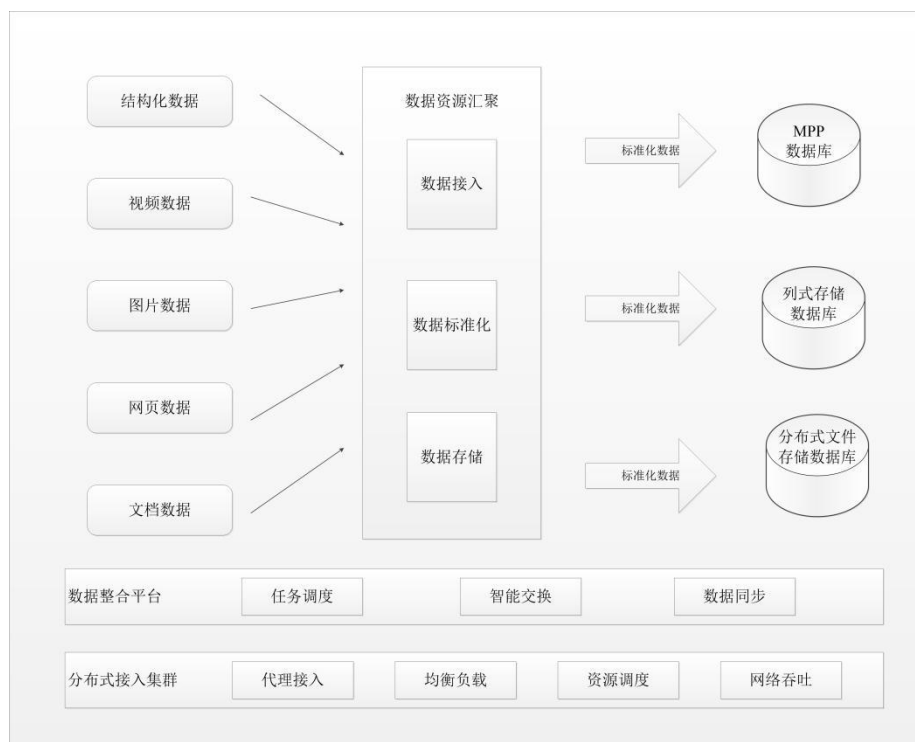 结构化数据
视频数据
图片数据
网页数据
文档数据
数据资源汇聚
数据接入
数据标准化
数据存储
标准化数据
标准化数据
标准化数据
MPP
数据库
列式存储
数据库
分布式文件
存储数据库
数据整合平台
任务调度
智能交换
数据同步
分布式接入集群
代理接入
均衡负载
资源调度
网络吞吐